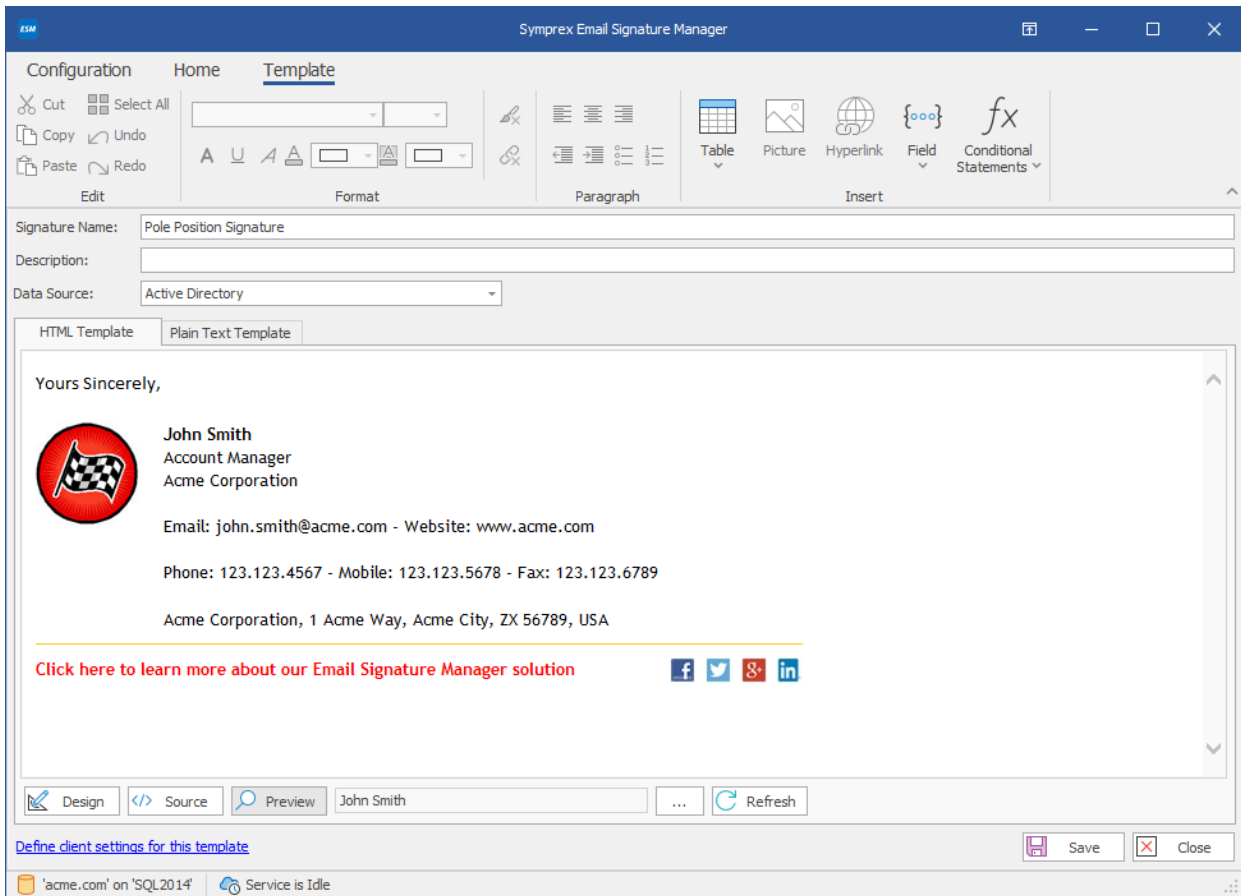 ESM Symprex Email Signature Manager
Configuration Home Template
Cut Select All
Copy Undo
Paste Redo
Table Picture Hyperlink Field Conditional Statements
Edit Format Paragraph Insert
Signature Name: Pole Position Signature
Description:
Data Source: Active Directory
HTML Template Plain Text Template
Yours Sincerely,
John Smith
Account Manager
Acme Corporation
Email: john.smith@acme.com - Website: www.acme.com
Phone: 123.123.4567 - Mobile: 123.123.5678 - Fax: 123.123.6789
Acme Corporation, 1 Acme Way, Acme City, ZX 56789, USA
Click here to learn more about our Email Signature Manager solution
Design Source Preview John Smith ... Refresh
Define client settings for this template Save Close
'acme.com' on 'SQL2014' Service is Idle